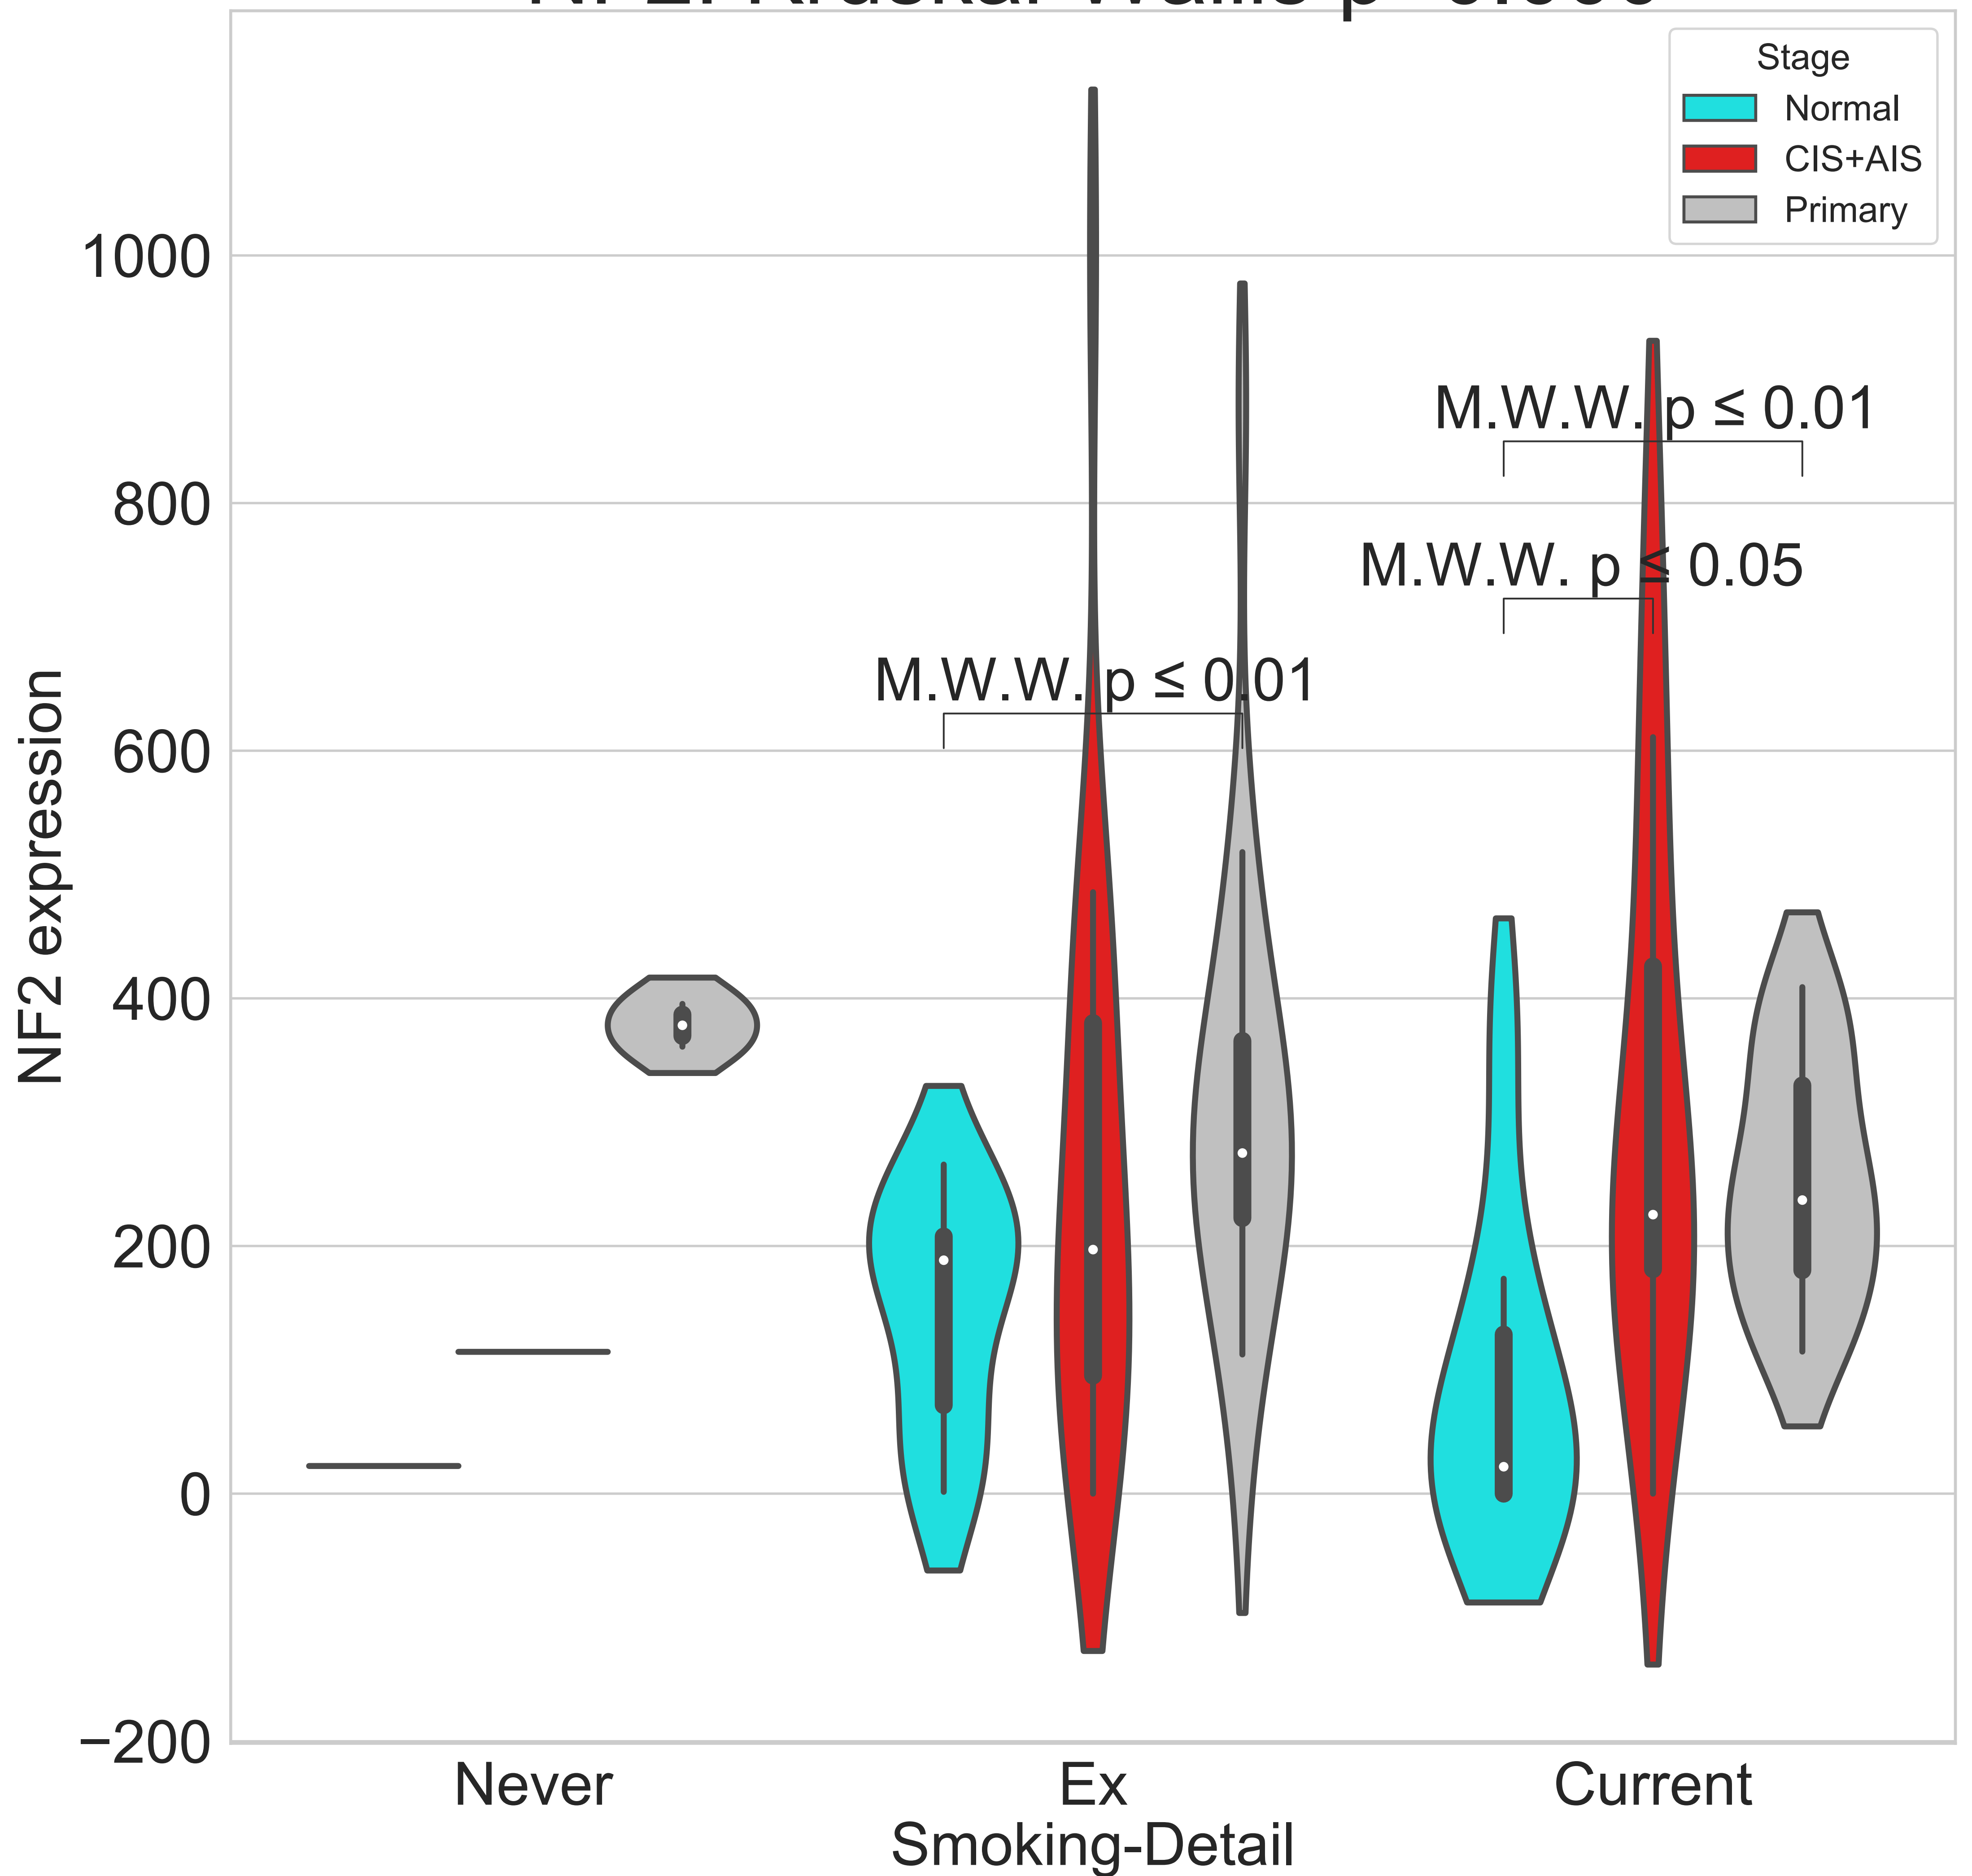 Stage
Normal
CIS+AIS
Primary
1000
800
600
400
200
0
−200
NF2 expression
M.W.W. p ≤ 0.01
M.W.W. p ≤ 0.05
M.W.W. p ≤ 0.01
Never
Ex
Current
Smoking-Detail